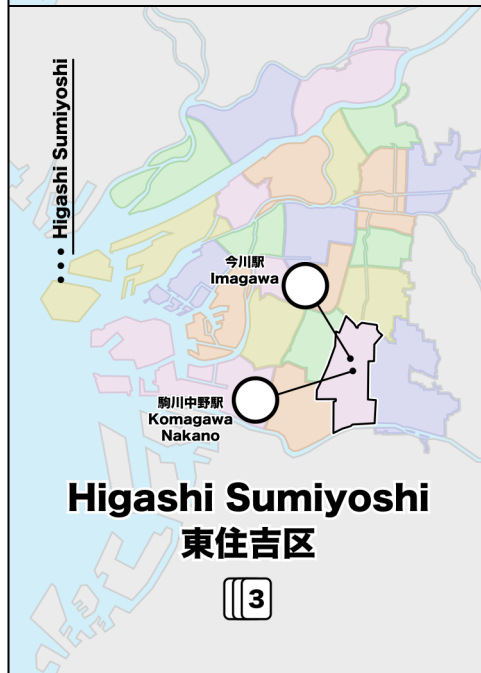 ••• Higashi Sumiyoshi
今川駅
Imagawa
駒川中野駅
Komagawa
Nakano
Higashi Sumiyoshi
東住吉区
3